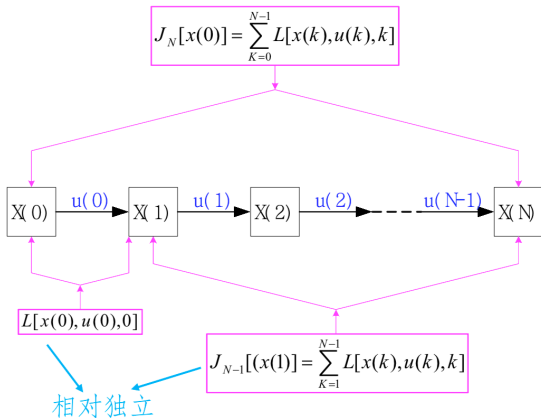 J_N[x(0)] = \sum_{K=0}^{N-1} L[x(k),u(k),k]
u(0) u(1) u(2) u(N-1)
X(0) X(1) X(2) X(N)
L[x(0),u(0),0]
J_{N-1}[(x(1)] = \sum_{K=1}^{N-1} L[x(k),u(k),k]
相对独立